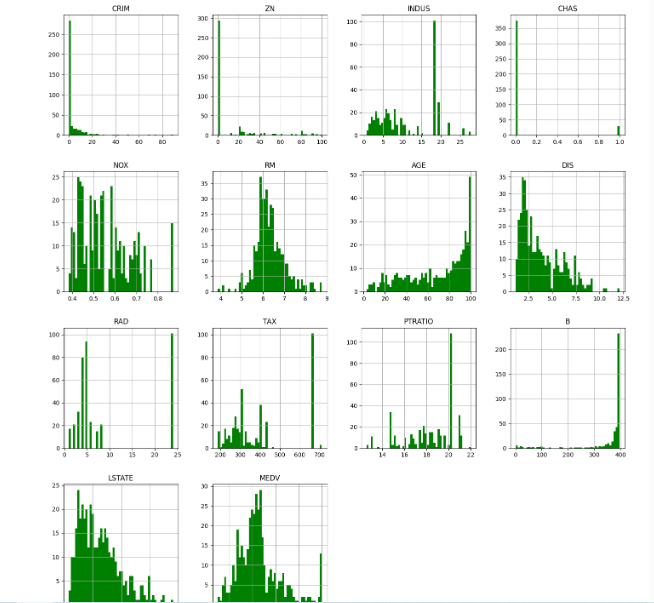 CRIM ZN INDUS CHAS
250 200 150 100 50 0
0 20 40 60 80
300 250 200 150 100 50 0
0 20 40 60 80 100
100 80 60 40 20 0
0 5 10 15 20 25
350 300 250 200 150 100 50 0
0.0 0.2 0.4 0.6 0.8 1.0
NOX RM AGE DIS
25 20 15 10 5 0
0.4 0.5 0.6 0.7 0.8
35 30 25 20 15 10 5 0
4 5 6 7 8 9
50 40 30 20 10 0
0 20 40 60 80 100
35 30 25 20 15 10 5 0
2.5 5.0 7.5 10.0 12.5
RAD TAX PTRATIO B
100 80 60 40 20 0
0 5 10 15 20 25
100 80 60 40 20 0
200 300 400 500 600 700
100 80 60 40 20 0
14 16 18 20 22
200 150 100 50 0
0 100 200 300 400
LSTATE MEDV
25 20 15 10 5
30 25 20 15 10 5